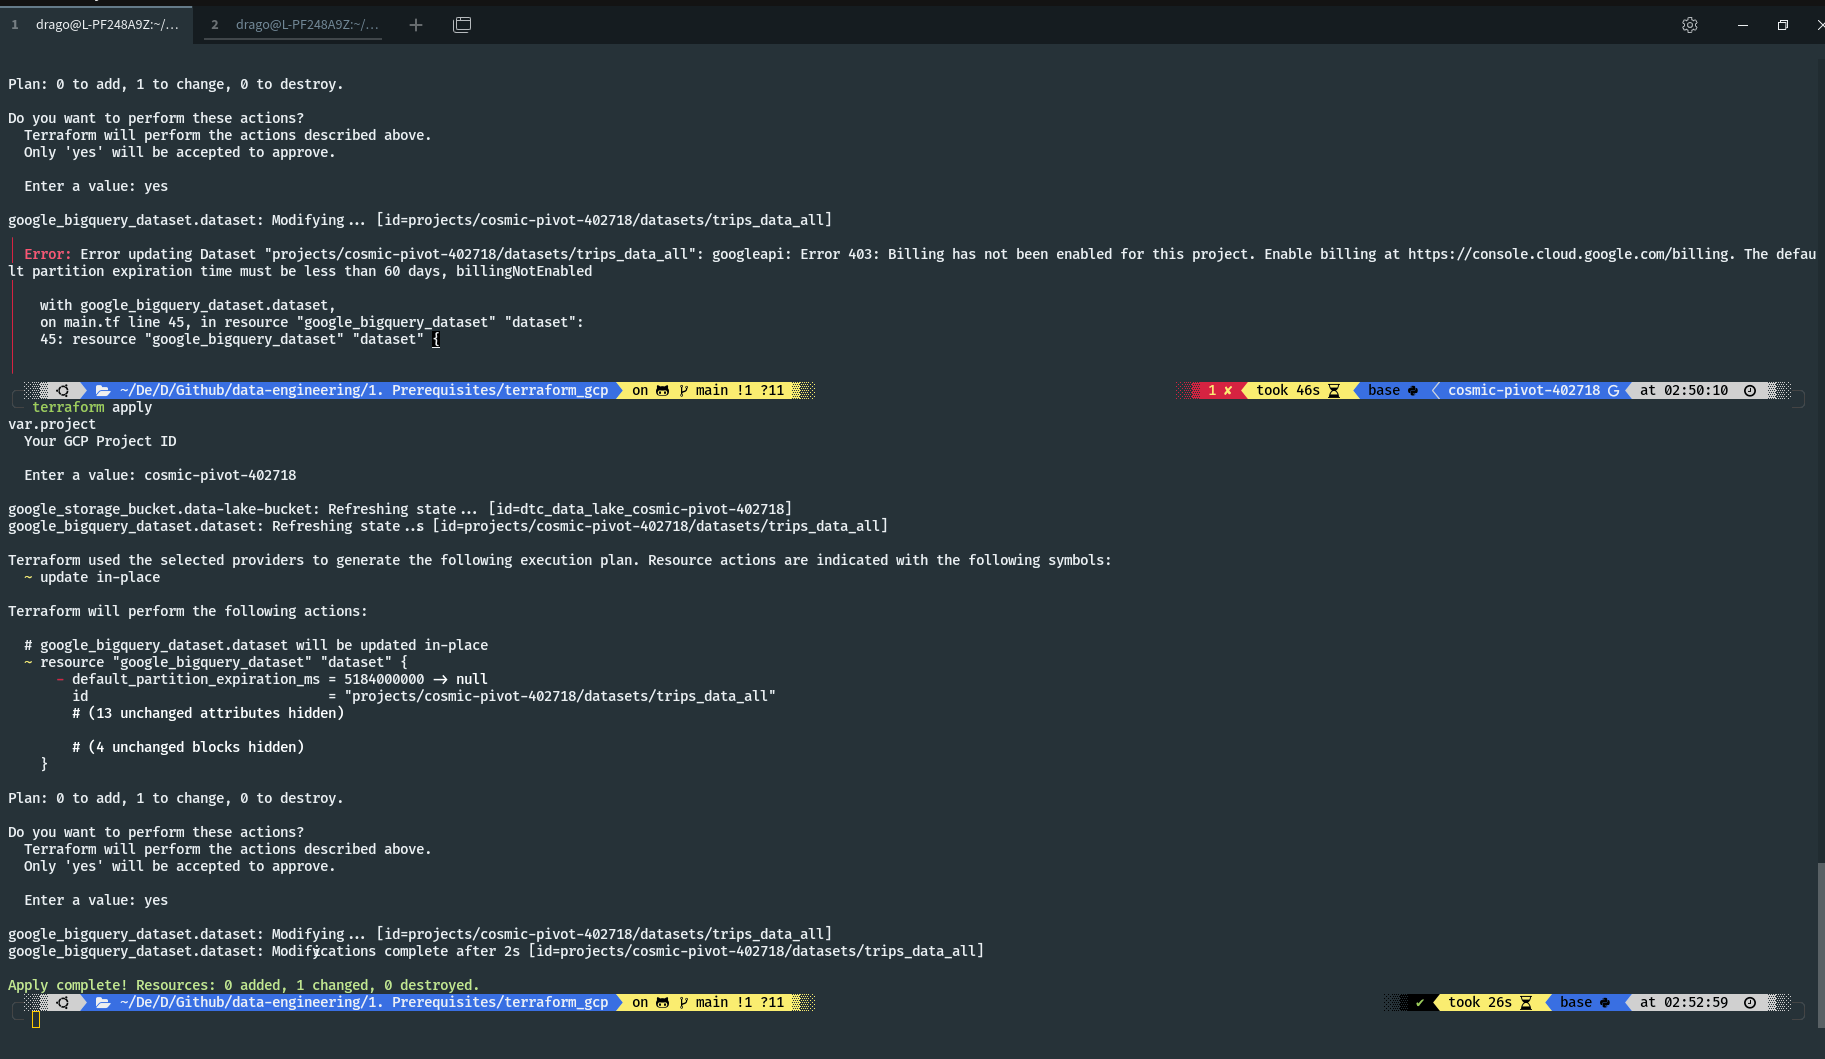 1 drago@L-PF248A9Z:~/… 2 drago@L-PF248A9Z:~/…
Plan: 0 to add, 1 to change, 0 to destroy.
Do you want to perform these actions?
Terraform will perform the actions described above.
Only 'yes' will be accepted to approve.
Enter a value: yes
google_bigquery_dataset.dataset: Modifying... [id=projects/cosmic-pivot-402718/datasets/trips_data_all]
Error: Error updating Dataset "projects/cosmic-pivot-402718/datasets/trips_data_all": googleapi: Error 403: Billing has not been enabled for this project. Enable billing at https://console.cloud.google.com/billing. The defau
lt partition expiration time must be less than 60 days, billingNotEnabled
with google_bigquery_dataset.dataset,
on main.tf line 45, in resource "google_bigquery_dataset" "dataset":
45: resource "google_bigquery_dataset" "dataset" {
~/De/D/Github/data-engineering/1. Prerequisites/terraform_gcp on main !1 ?11 1 ✘ took 46s base cosmic-pivot-402718 G at 02:50:10
terraform apply
var.project
Your GCP Project ID
Enter a value: cosmic-pivot-402718
google_storage_bucket.data-lake-bucket: Refreshing state... [id=dtc_data_lake_cosmic-pivot-402718]
google_bigquery_dataset.dataset: Refreshing state..s [id=projects/cosmic-pivot-402718/datasets/trips_data_all]
Terraform used the selected providers to generate the following execution plan. Resource actions are indicated with the following symbols:
~ update in-place
Terraform will perform the following actions:
# google_bigquery_dataset.dataset will be updated in-place
~ resource "google_bigquery_dataset" "dataset" {
- default_partition_expiration_ms = 5184000000 -> null
id = "projects/cosmic-pivot-402718/datasets/trips_data_all"
# (13 unchanged attributes hidden)
# (4 unchanged blocks hidden)
}
Plan: 0 to add, 1 to change, 0 to destroy.
Do you want to perform these actions?
Terraform will perform the actions described above.
Only 'yes' will be accepted to approve.
Enter a value: yes
google_bigquery_dataset.dataset: Modifying... [id=projects/cosmic-pivot-402718/datasets/trips_data_all]
google_bigquery_dataset.dataset: Modifications complete after 2s [id=projects/cosmic-pivot-402718/datasets/trips_data_all]
Apply complete! Resources: 0 added, 1 changed, 0 destroyed.
~/De/D/Github/data-engineering/1. Prerequisites/terraform_gcp on main !1 ?11 ✔ took 26s base at 02:52:59